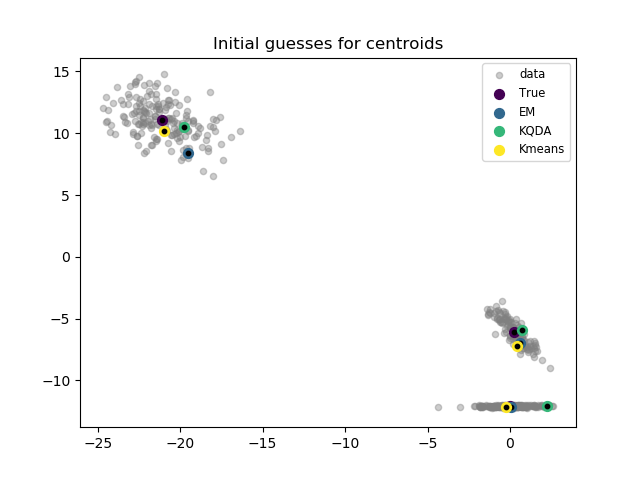 Initial guesses for centroids
data
True
EM
KQDA
Kmeans
15
10
5
0
−5
−10
−25 −20 −15 −10 −5 0